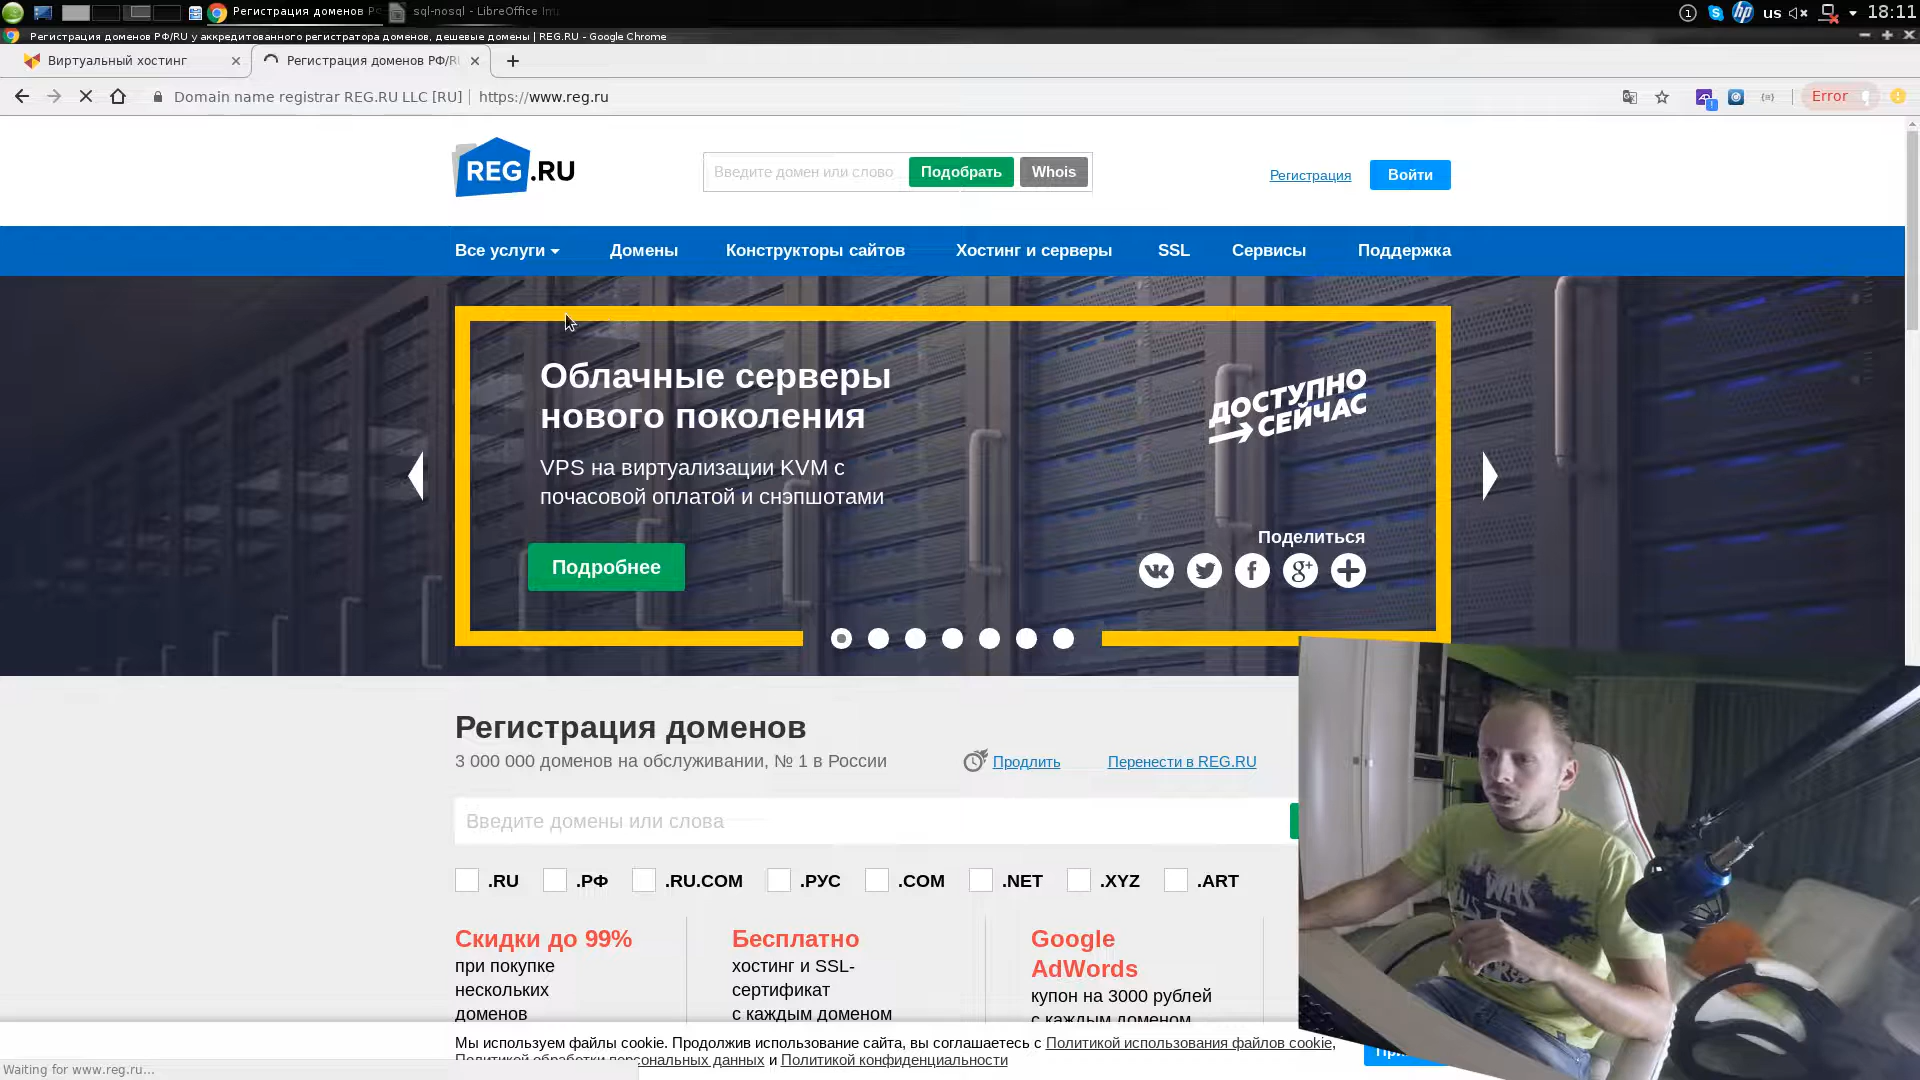 Регистрация доменов Р
sql-nosql - LibreOffice Im
us
18:11
Регистрация доменов РФ/RU у аккредитованного регистратора доменов, дешевые домены | REG.RU - Google Chrome
Виртуальный хостинг
Регистрация доменов РФ/R
Domain name registrar REG.RU LLC [RU] | https://www.reg.ru
Error
REG.RU
Введите домен или слово
Подобрать
Whois
Регистрация
Войти
Все услуги
Домены
Конструкторы сайтов
Хостинг и серверы
SSL
Сервисы
Поддержка
Облачные серверы
нового поколения
ДОСТУПНО
СЕЙЧАС
VPS на виртуализации KVM с
почасовой оплатой и снэпшотами
Поделиться
Подробнее
Регистрация доменов
3 000 000 доменов на обслуживании, № 1 в России
Продлить
Перенести в REG.RU
Введите домены или слова
.RU
.РФ
.RU.COM
.РУС
.COM
.NET
.XYZ
.ART
Скидки до 99%
при покупке
нескольких
доменов
Бесплатно
хостинг и SSL-
сертификат
с каждым доменом
Google
AdWords
купон на 3000 рублей
с каждым доменом
Мы используем файлы cookie. Продолжив использование сайта, вы соглашаетесь с Политикой использования файлов cookie,
Политикой обработки персональных данных и Политикой конфиденциальности
Waiting for www.reg.ru...